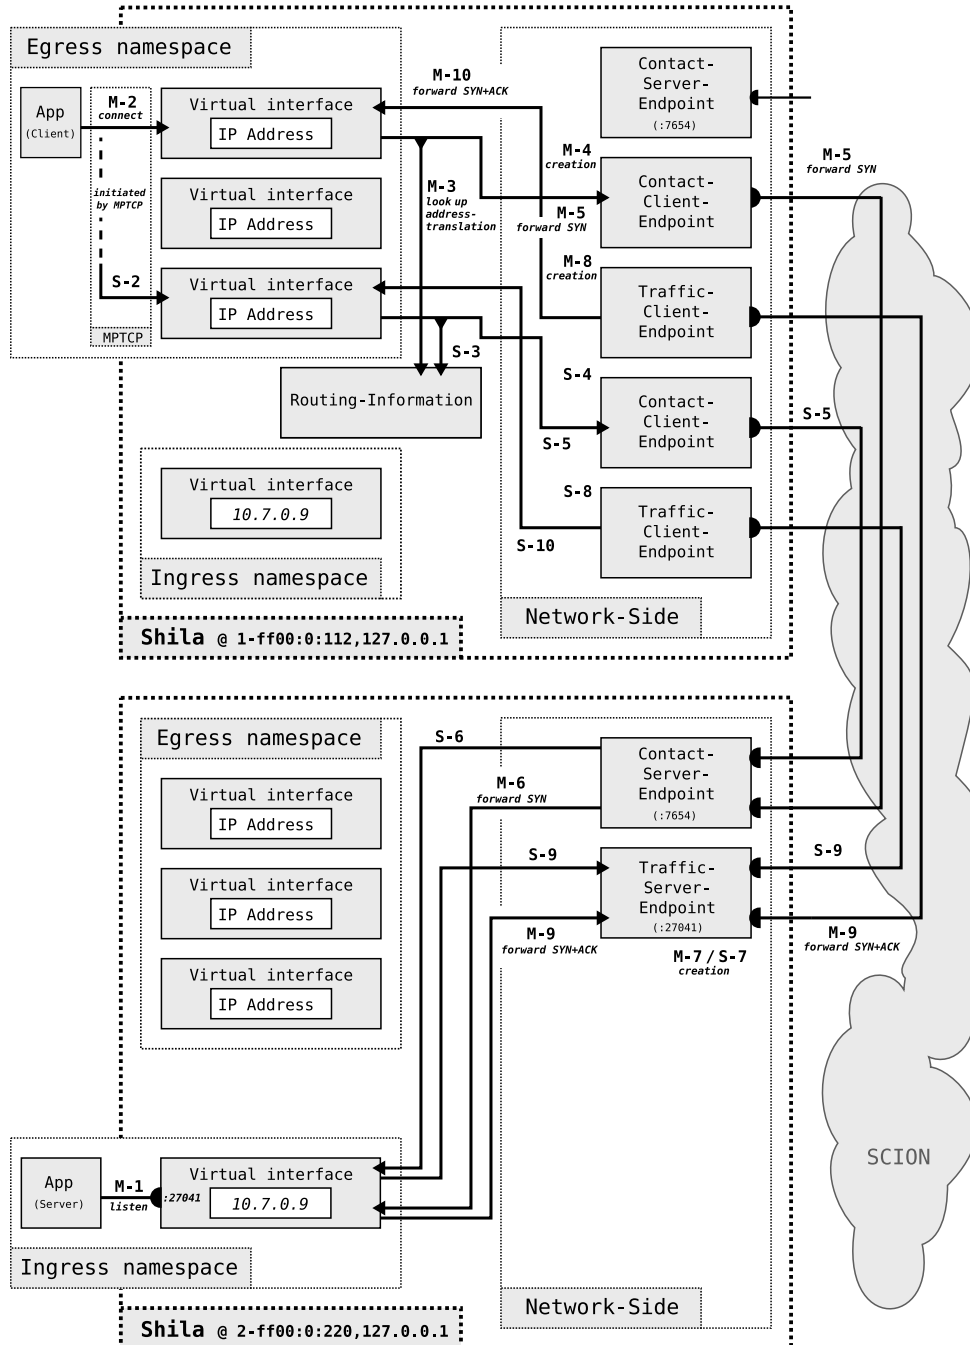 Egress namespace
App
(Client)
M-2
connect
initiated
by MPTCP
S-2
MPTCP
Virtual interface
IP Address
Virtual interface
IP Address
Virtual interface
IP Address
M-10
forward SYN+ACK
M-3
look up
address-
translation
S-3
Routing-Information
M-4
creation
M-5
forward SYN
M-8
creation
S-4
S-5
S-8
S-10
Contact-
Server-
Endpoint
(:7654)
Contact-
Client-
Endpoint
Traffic-
Client-
Endpoint
Contact-
Client-
Endpoint
Traffic-
Client-
Endpoint
Network-Side
M-5
forward SYN
S-5
Virtual interface
10.7.0.9
Ingress namespace
Shila @ 1-ff00:0:112,127.0.0.1
Egress namespace
Virtual interface
IP Address
Virtual interface
IP Address
Virtual interface
IP Address
S-6
M-6
forward SYN
S-9
M-9
forward SYN+ACK
Contact-
Server-
Endpoint
(:7654)
Traffic-
Server-
Endpoint
(:27041)
M-7 / S-7
creation
S-9
M-9
forward SYN+ACK
SCION
App
(Server)
M-1
listen
:27041
Virtual interface
10.7.0.9
Ingress namespace
Network-Side
Shila @ 2-ff00:0:220,127.0.0.1